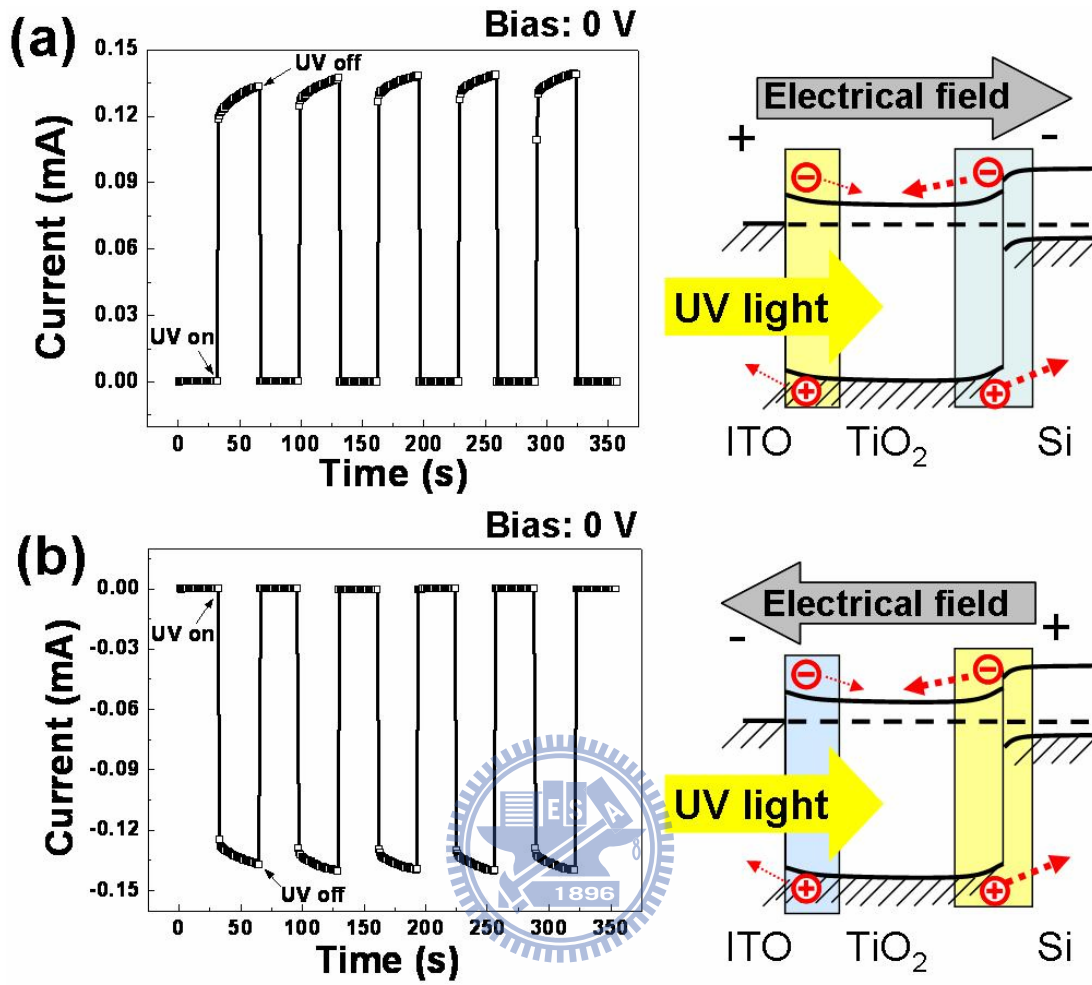 (a)
Bias: 0 V
0.15
0.12
0.09
0.06
0.03
0.00
Current (mA)
UV off
UV on
0 50 100 150 200 250 300 350
Time (s)
Electrical field
+ -
UV light
ITO TiO₂ Si
(b)
Bias: 0 V
0.00
-0.03
-0.06
-0.09
-0.12
-0.15
Current (mA)
UV on
UV off
0 50 100 150 200 250 300 350
Time (s)
Electrical field
- +
UV light
ITO TiO₂ Si
E S A
1896